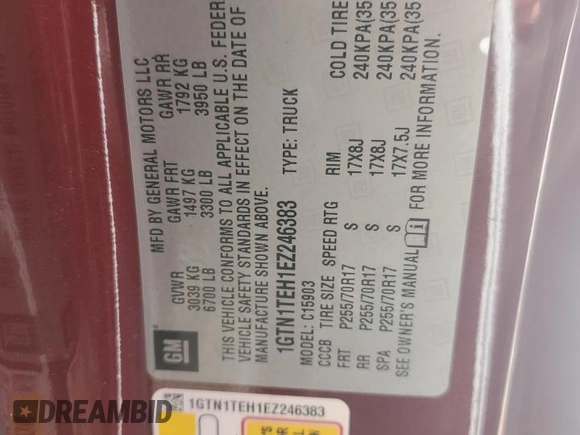 MFD BY GENERAL MOTORS LLC
GVWR GAWR FRT GAWR RR
3039 KG 1497 KG 1792 KG
6700 LB 3300 LB 3950 LB
THIS VEHICLE CONFORMS TO ALL APPLICABLE U.S. FEDER
VEHICLE SAFETY STANDARDS IN EFFECT ON THE DATE OF
MANUFACTURE SHOWN ABOVE.
GM
1GTN1TEH1EZ246383 TYPE: TRUCK
MODEL: C15903
CCCB TIRE SIZE SPEED RTG RIM COLD TIRE
FRT P255/70R17 S 17X8J 240KPA(35
RR P255/70R17 S 17X8J 240KPA(35
SPA P255/70R17 S 17X7.5J 240KPA(35
SEE OWNER'S MANUAL i FOR MORE INFORMATION.
1GTN1TEH1EZ246383
DREAMBID